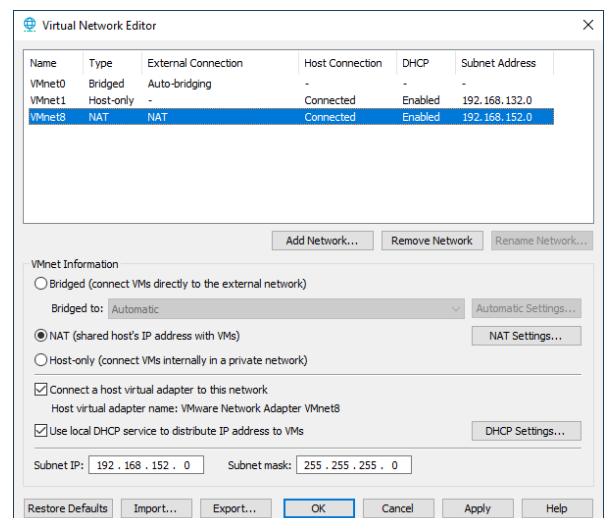 Virtual Network Editor
Name Type External Connection Host Connection DHCP Subnet Address
VMnet0 Bridged Auto-bridging - - -
VMnet1 Host-only - Connected Enabled 192.168.132.0
VMnet8 NAT NAT Connected Enabled 192.168.152.0
Add Network... Remove Network Rename Network...
VMnet Information
Bridged (connect VMs directly to the external network)
Bridged to: Automatic Automatic Settings...
NAT (shared host's IP address with VMs) NAT Settings...
Host-only (connect VMs internally in a private network)
Connect a host virtual adapter to this network
Host virtual adapter name: VMware Network Adapter VMnet8
Use local DHCP service to distribute IP address to VMs DHCP Settings...
Subnet IP: 192 . 168 . 152 . 0 Subnet mask: 255 . 255 . 255 . 0
Restore Defaults Import... Export... OK Cancel Apply Help